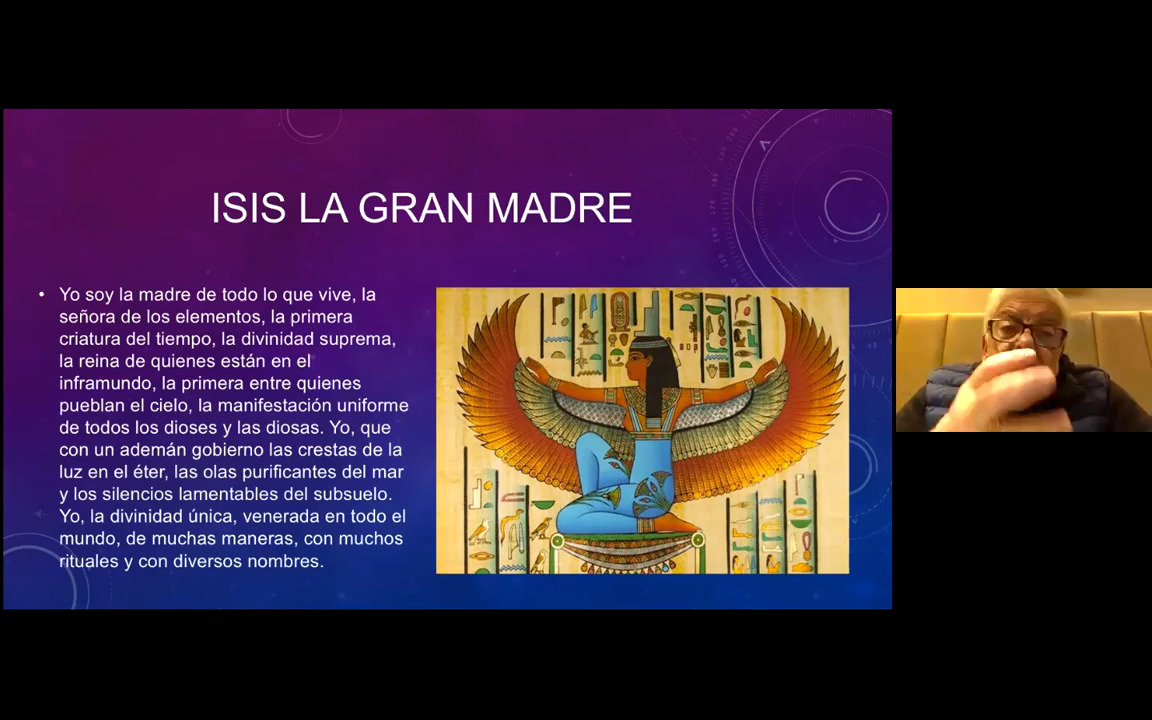 ISIS LA GRAN MADRE
• Yo soy la madre de todo lo que vive, la
señora de los elementos, la primera
criatura del tiempo, la divinidad suprema,
la reina de quienes están en el
inframundo, la primera entre quienes
pueblan el cielo, la manifestación uniforme
de todos los dioses y las diosas. Yo, que
con un ademán gobierno las crestas de la
luz en el éter, las olas purificantes del mar
y los silencios lamentables del subsuelo.
Yo, la divinidad única, venerada en todo el
mundo, de muchas maneras, con muchos
rituales y con diversos nombres.